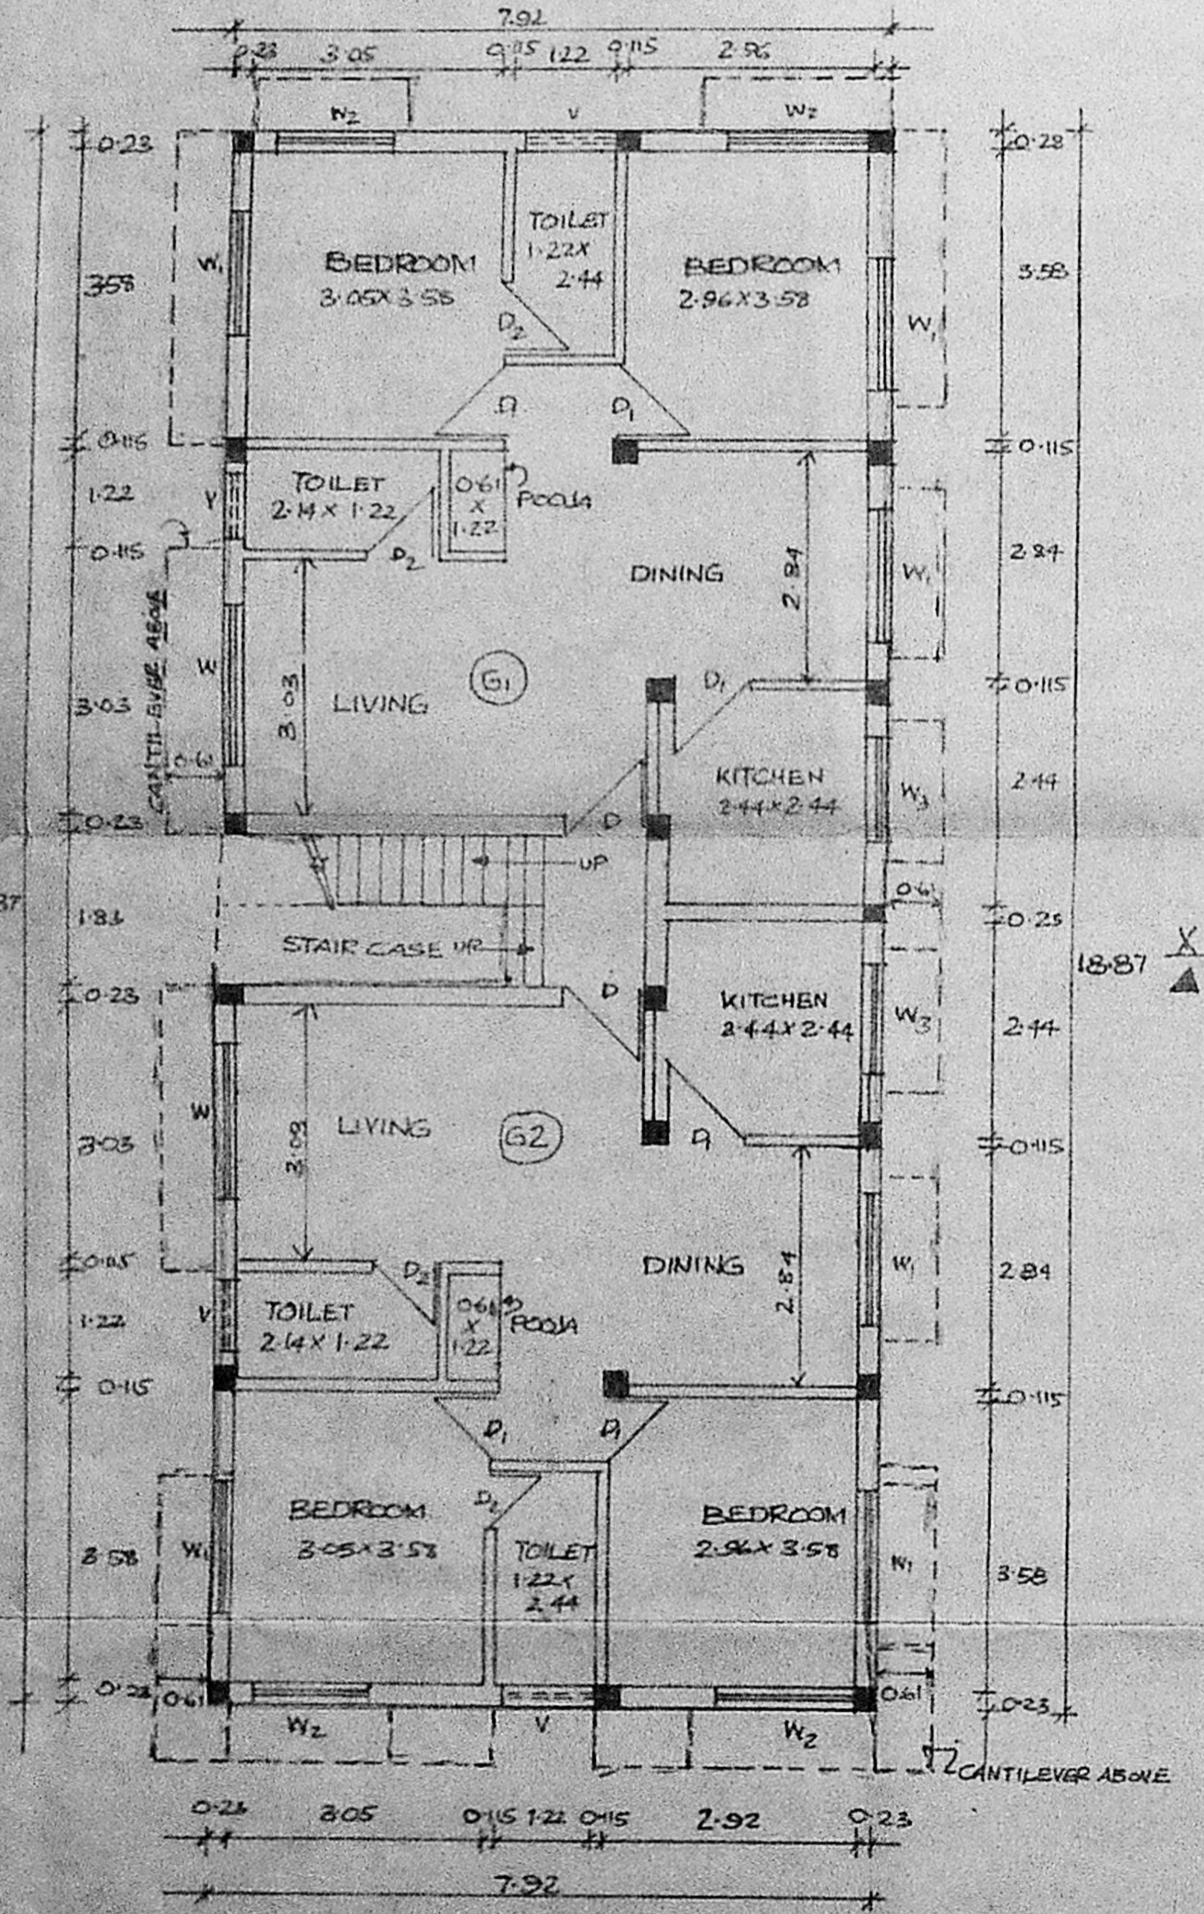 7.92
0.23 3.05 0.115 1.22 0.115 2.96
W2 V W2
0.23
0.23
TOILET
1.22X
2.44
BEDROOM
3.05X3.58
BEDROOM
2.96X3.58
W1
3.58
3.58
W1
D2
D1
0.115
0.115
TOILET
2.14 X 1.22
0.61
X
1.22
POOJA
1.22
V
0.115
D2
DINING
2.84
2.84
W1
CANTILEVER ABOVE
W
3.03
3.03
LIVING
G1
D1
0.115
0.61
KITCHEN
2.44X2.44
W3
2.44
0.23
D
UP
0.61
1.83
STAIR CASE UP
18.87
X
0.23
D
KITCHEN
2.44X2.44
W3
2.44
W
3.03
LIVING
G2
0.115
0.115
D2
DINING
2.84
W1
2.84
1.22
V
TOILET
2.14X 1.22
0.61
X
1.22
POOJA
0.115
0.115
D1
D1
BEDROOM
3.05X3.58
D2
TOILET
1.22X
2.44
BEDROOM
2.96X3.58
3.58
W1
W1
3.58
0.23
0.61
0.61
0.23
W2 V W2
CANTILEVER ABOVE
0.23 3.05 0.115 1.22 0.115 2.92 0.23
7.92